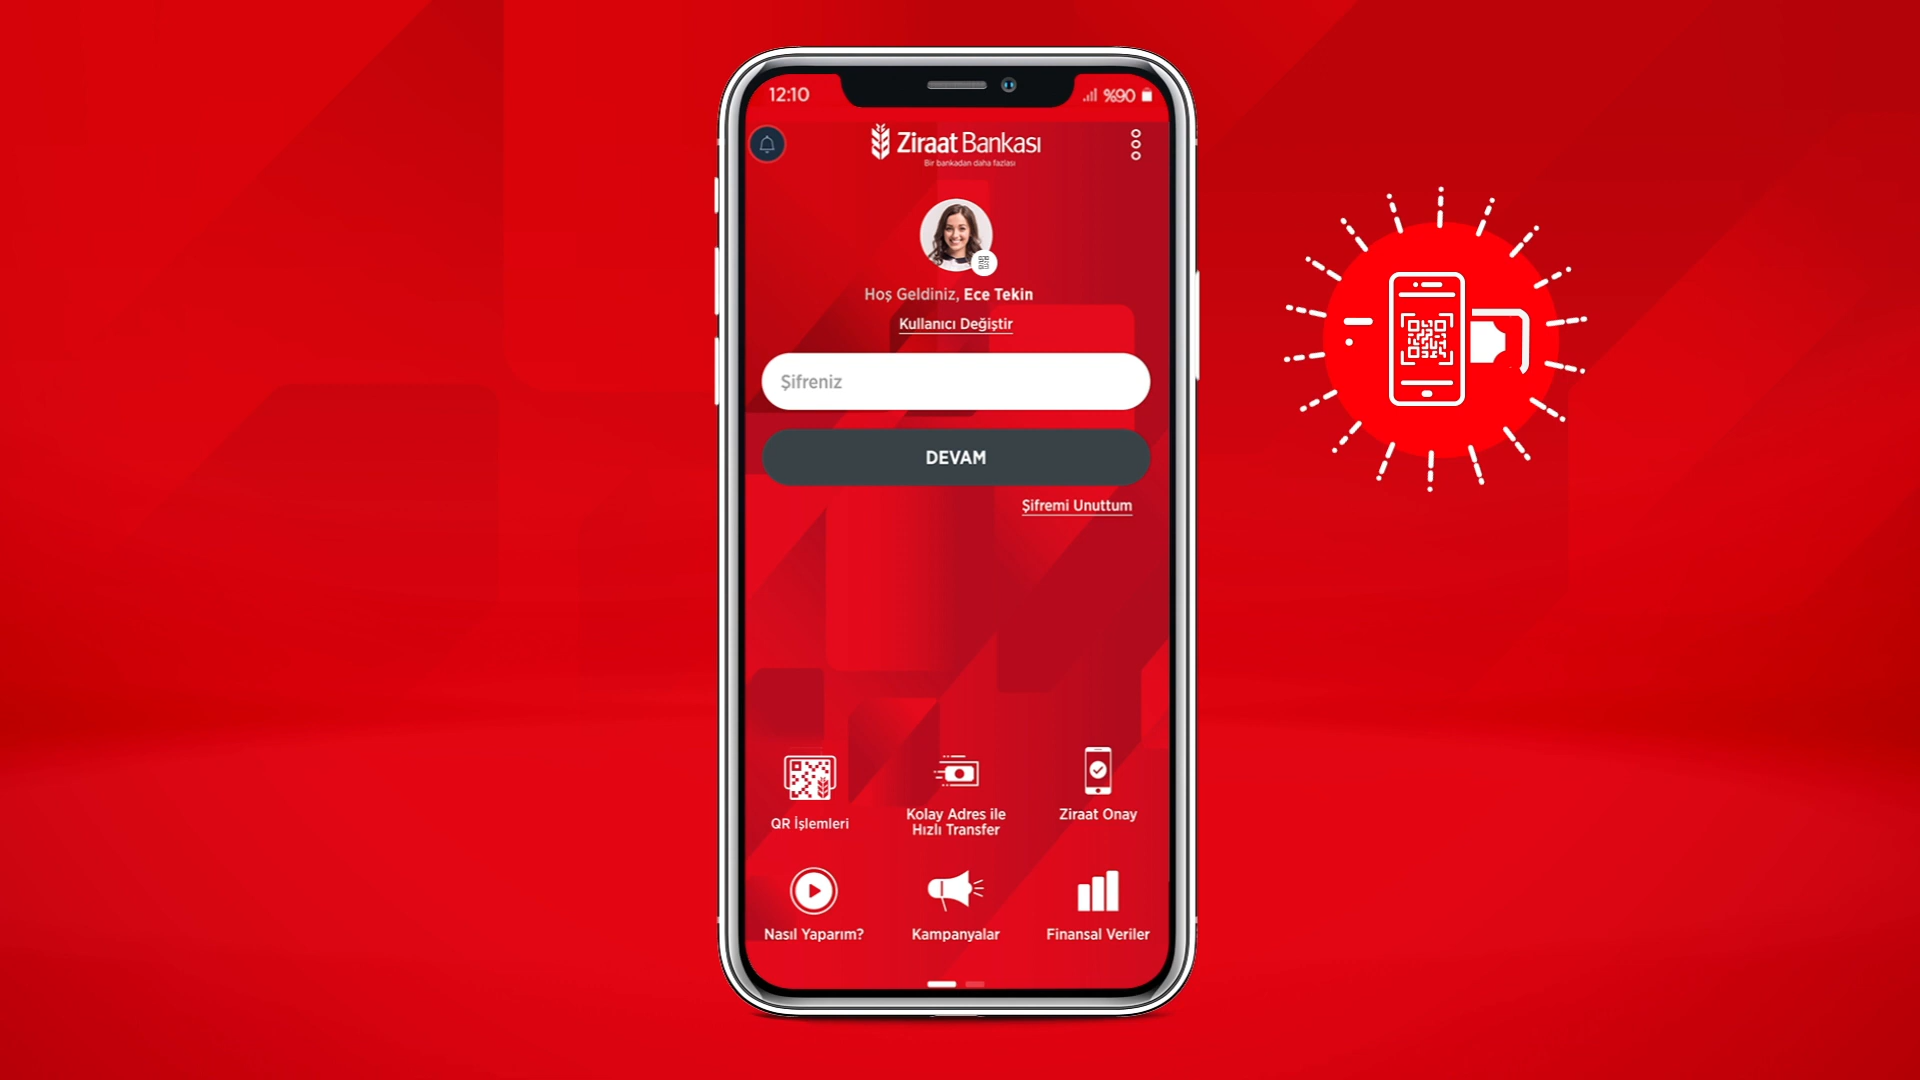 12:10
%90
Ziraat Bankası
Bir bankadan daha fazlası
Hoş Geldiniz, Ece Tekin
Kullanıcı Değiştir
Şifreniz
DEVAM
Şifremi Unuttum
QR İşlemleri
Kolay Adres ile
Hızlı Transfer
Ziraat Onay
Nasıl Yaparım?
Kampanyalar
Finansal Veriler